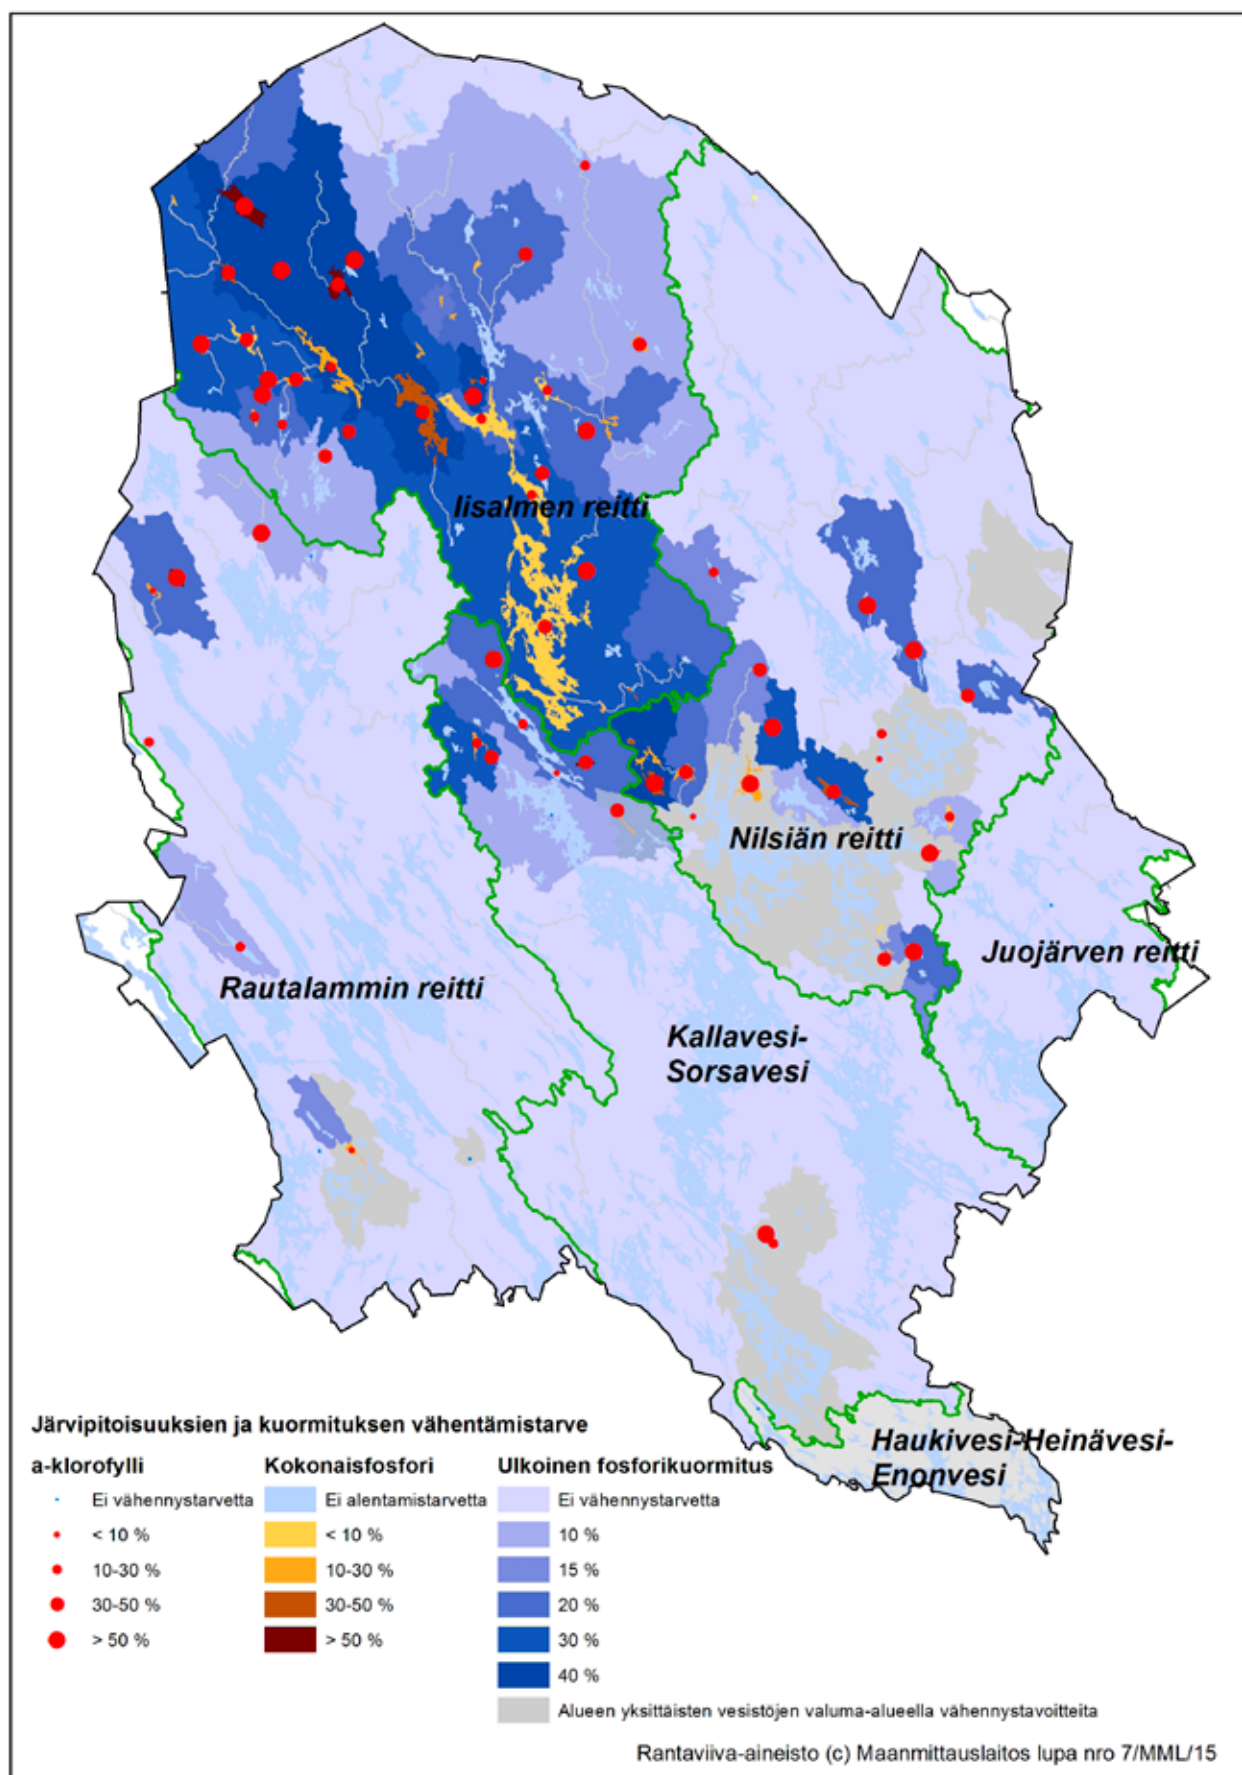 Iisalmen reitti
Nilsiän reitti
Juojärven reitti
Rautalammin reitti
Kallavesi-
Sorsavesi
Haukivesi-Heinävesi-
Enonvesi
Järvipitoisuuksien ja kuormituksen vähentämistarve
a-klorofylli
Ei vähennystarvetta
< 10 %
10-30 %
30-50 %
> 50 %
Kokonaisfosfori
Ei alentamistarvetta
< 10 %
10-30 %
30-50 %
> 50 %
Ulkoinen fosforikuormitus
Ei vähennystarvetta
10 %
15 %
20 %
30 %
40 %
Alueen yksittäisten vesistöjen valuma-alueella vähennystavoitteita
Rantaviiva-aineisto (c) Maanmittauslaitos lupa nro 7/MML/15